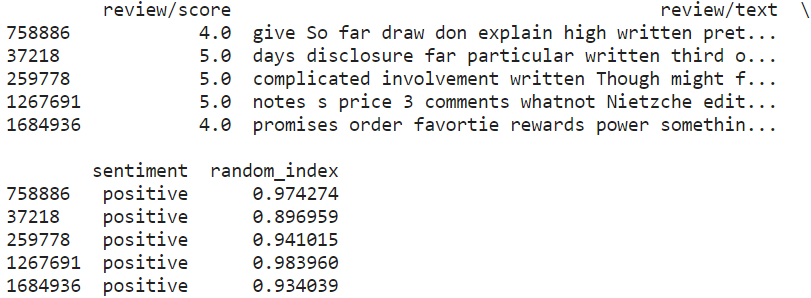 review/score review/text \
758886 4.0 give So far draw don explain high written pret...
37218 5.0 days disclosure far particular written third o...
259778 5.0 complicated involvement written Though might f...
1267691 5.0 notes s price 3 comments whatnot Nietzche edit...
1684936 4.0 promises order favortie rewards power somethin...
sentiment random_index
758886 positive 0.974274
37218 positive 0.896959
259778 positive 0.941015
1267691 positive 0.983960
1684936 positive 0.934039